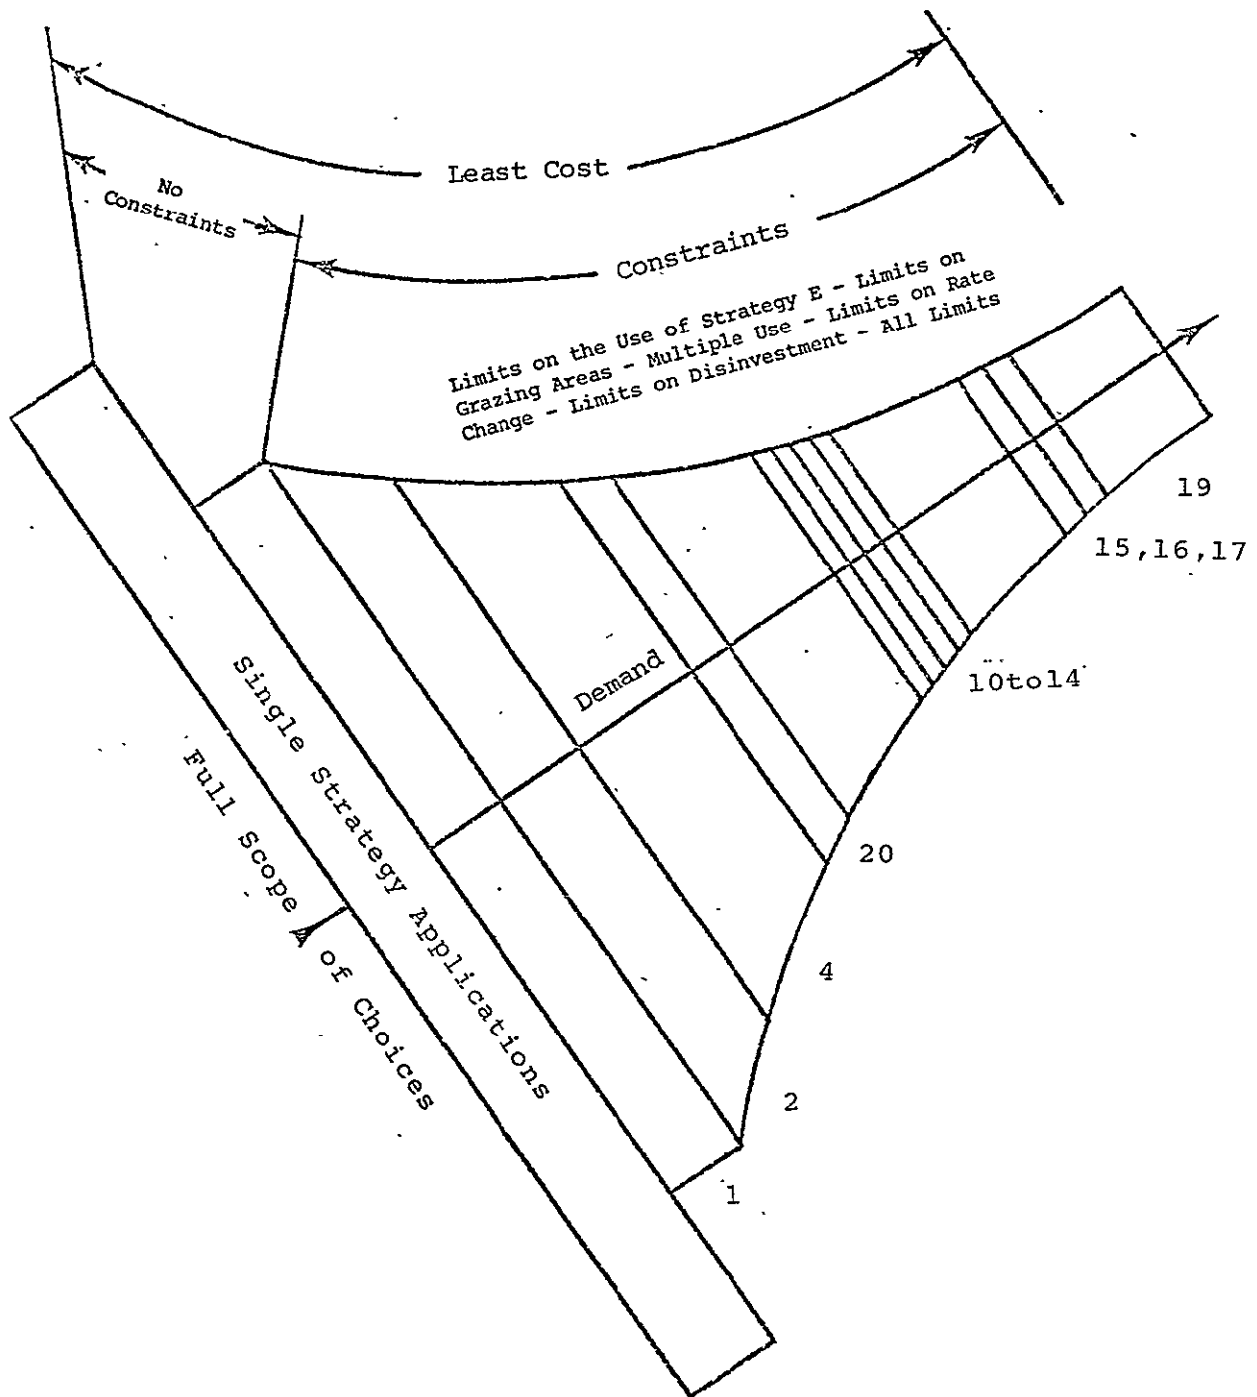 Least Cost
No
Constraints
Constraints
Limits on the Use of Strategy E - Limits on
Grazing Areas - Multiple Use - Limits on Rate
Change - Limits on Disinvestment - All Limits
19
15,16,17
10to14
Demand
20
4
2
1
Single Strategy Applications
Full Scope of Choices